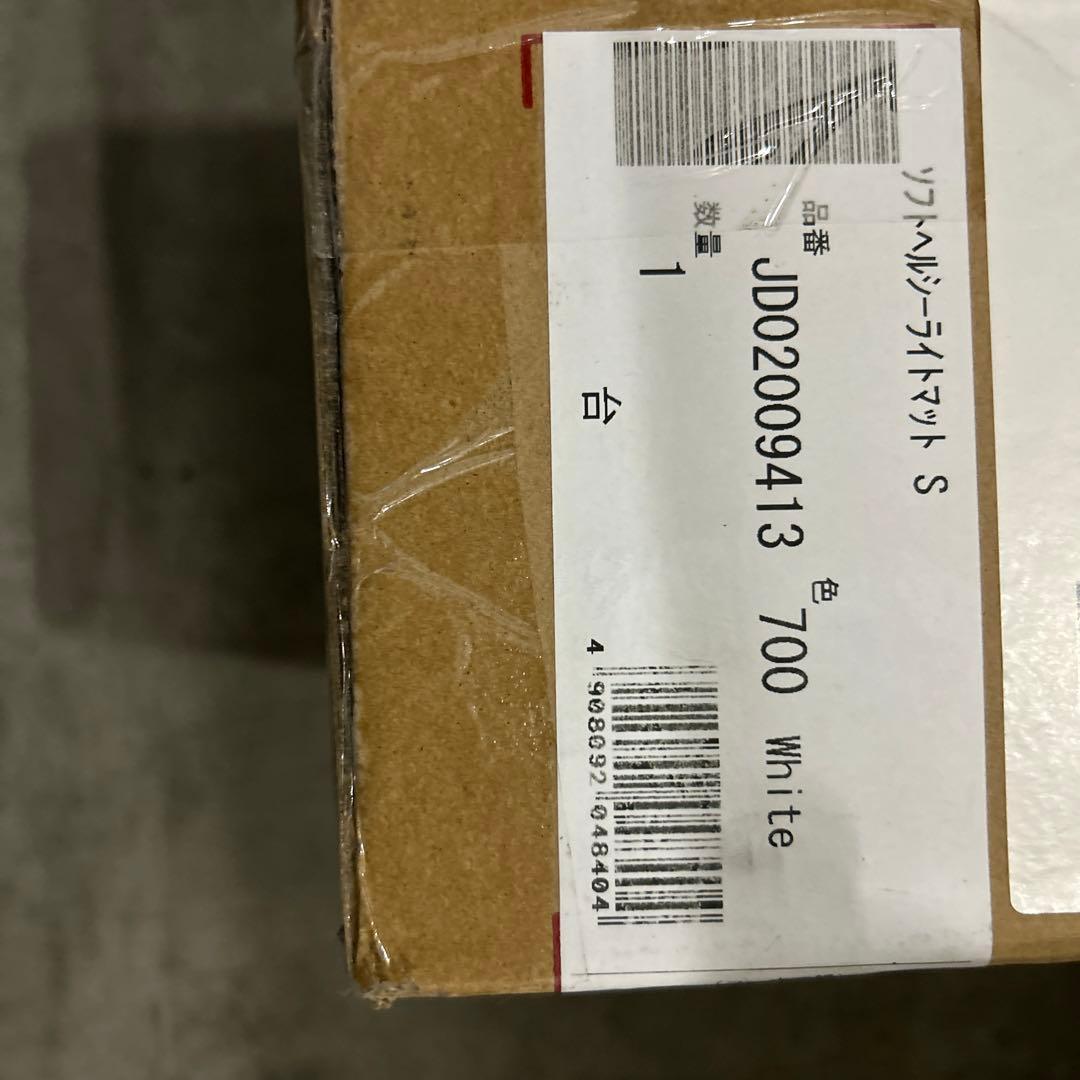 ソフトヘルシーライトマット S
品番 JD02009413 色 700 White
数量 1 台
4 908092 048404